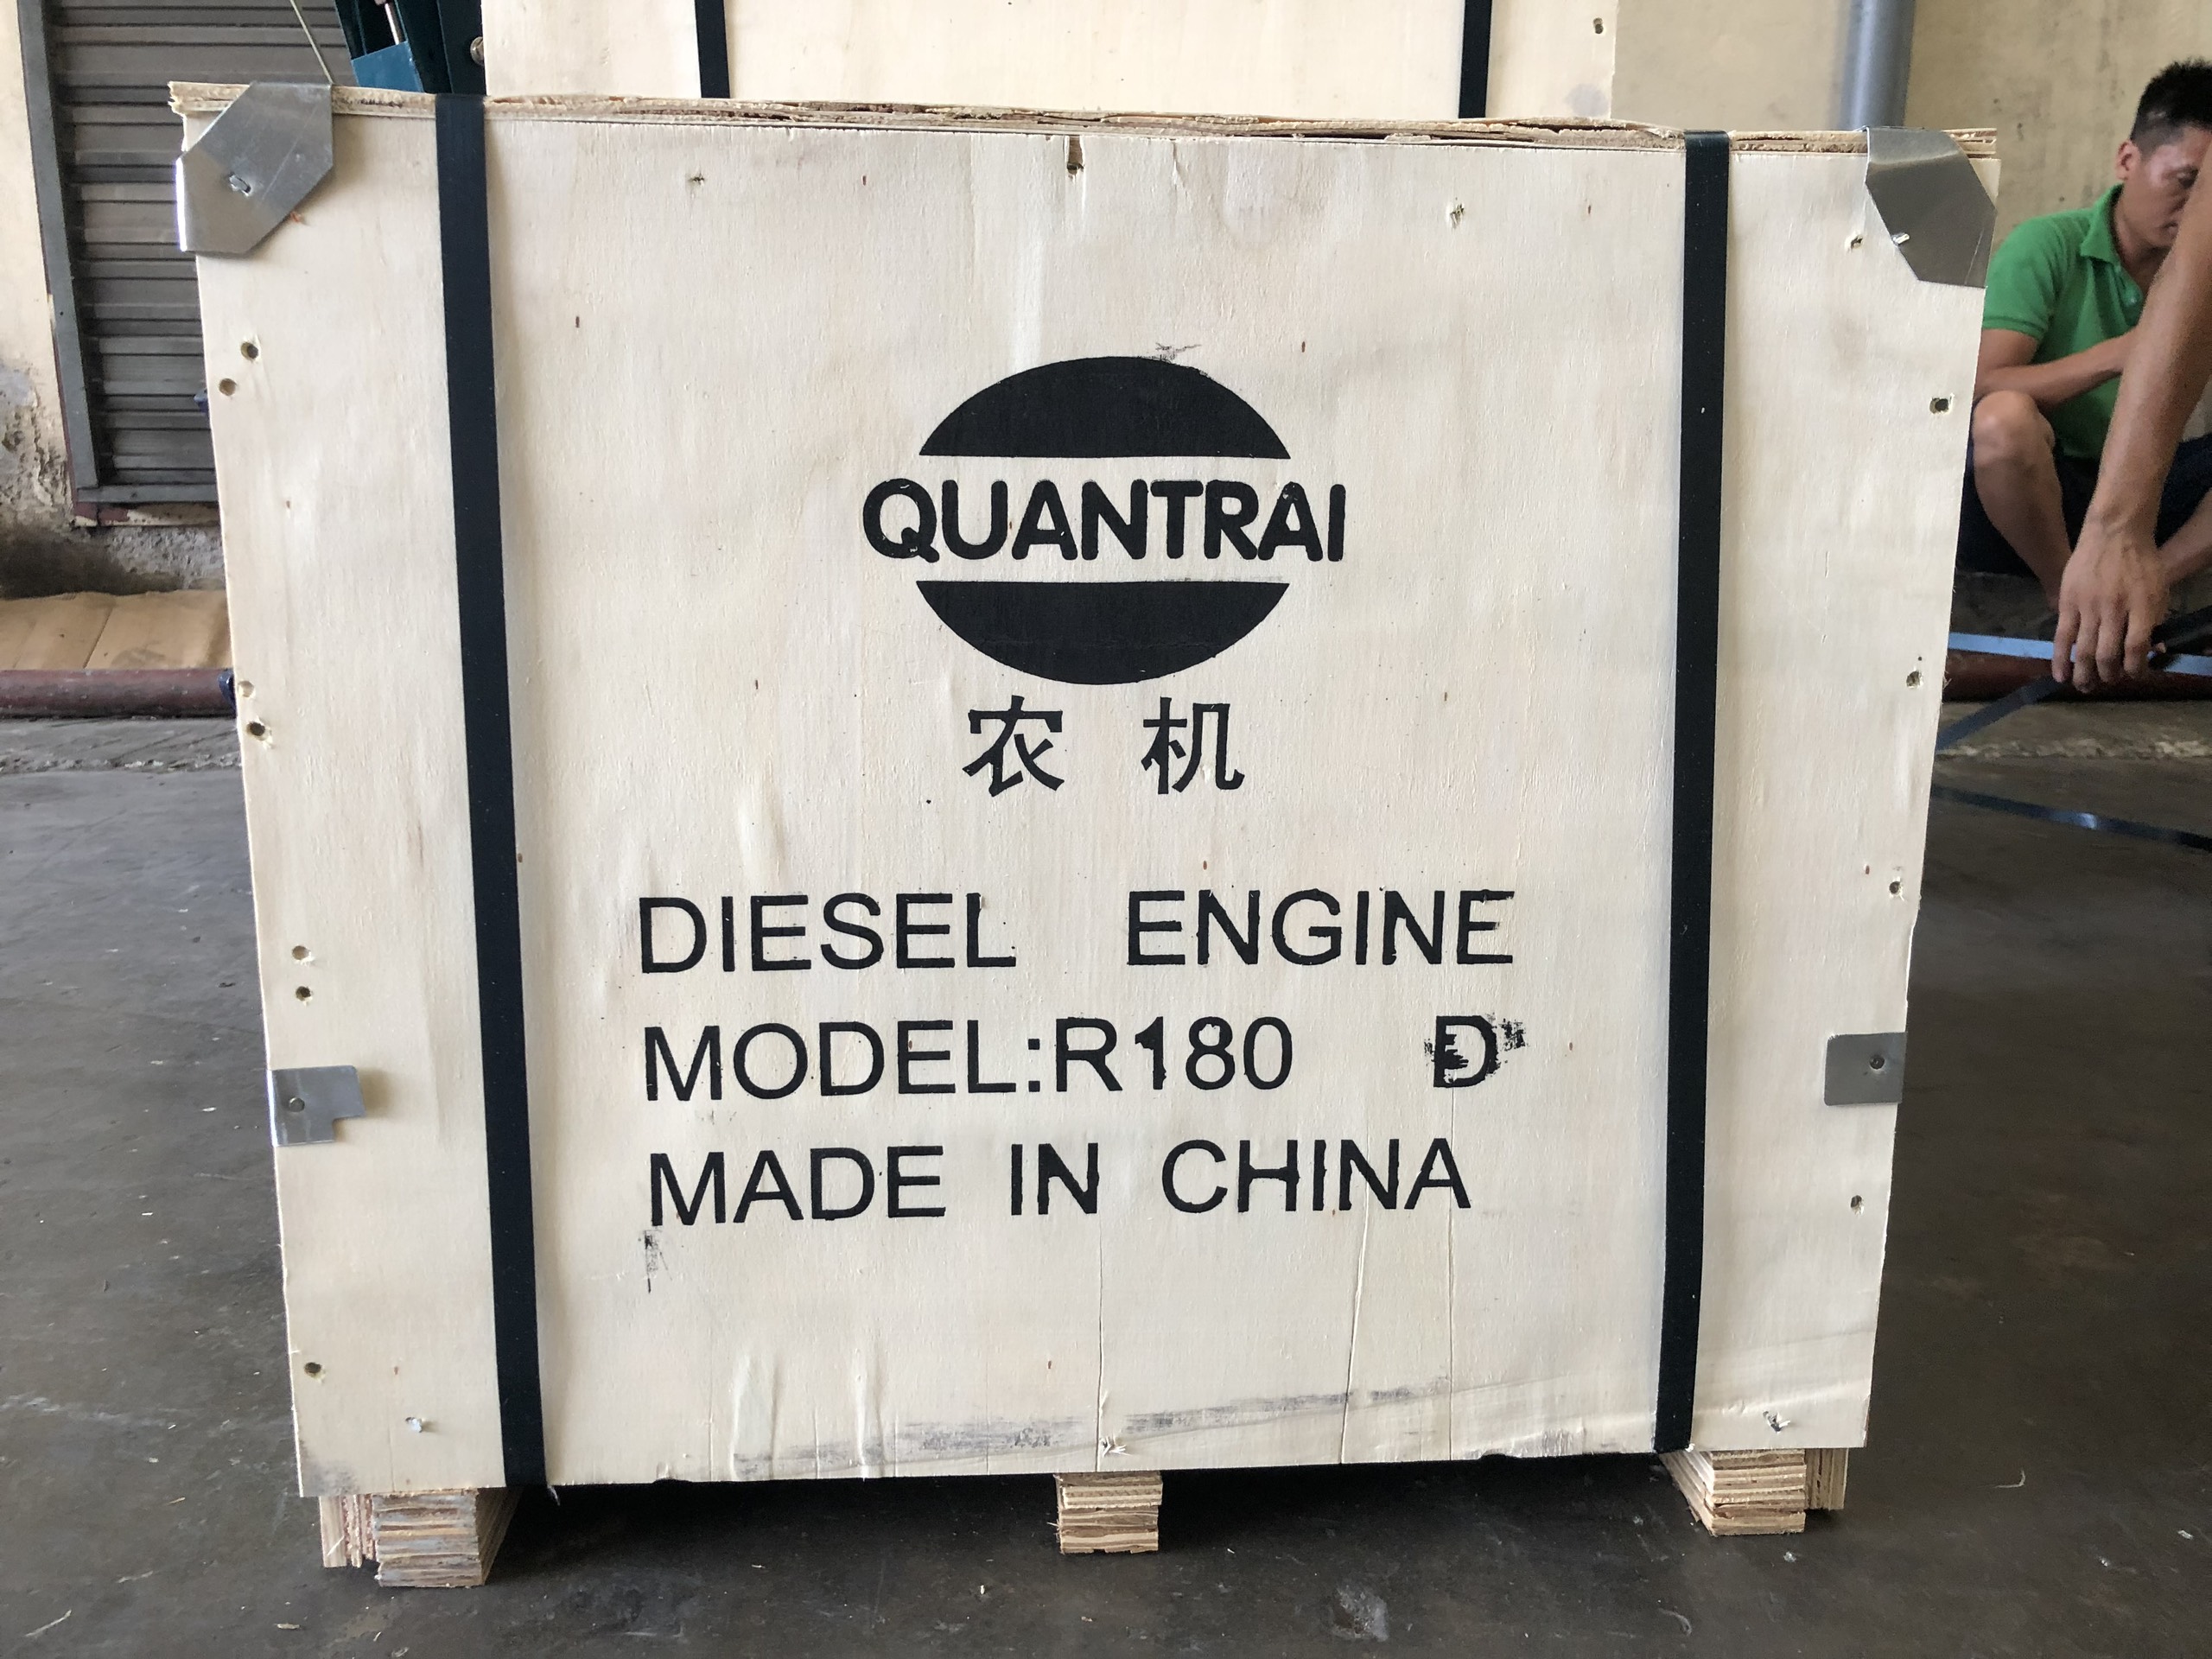 QUANTRAI
农 机
DIESEL ENGINE
MODEL:R180 D
MADE IN CHINA